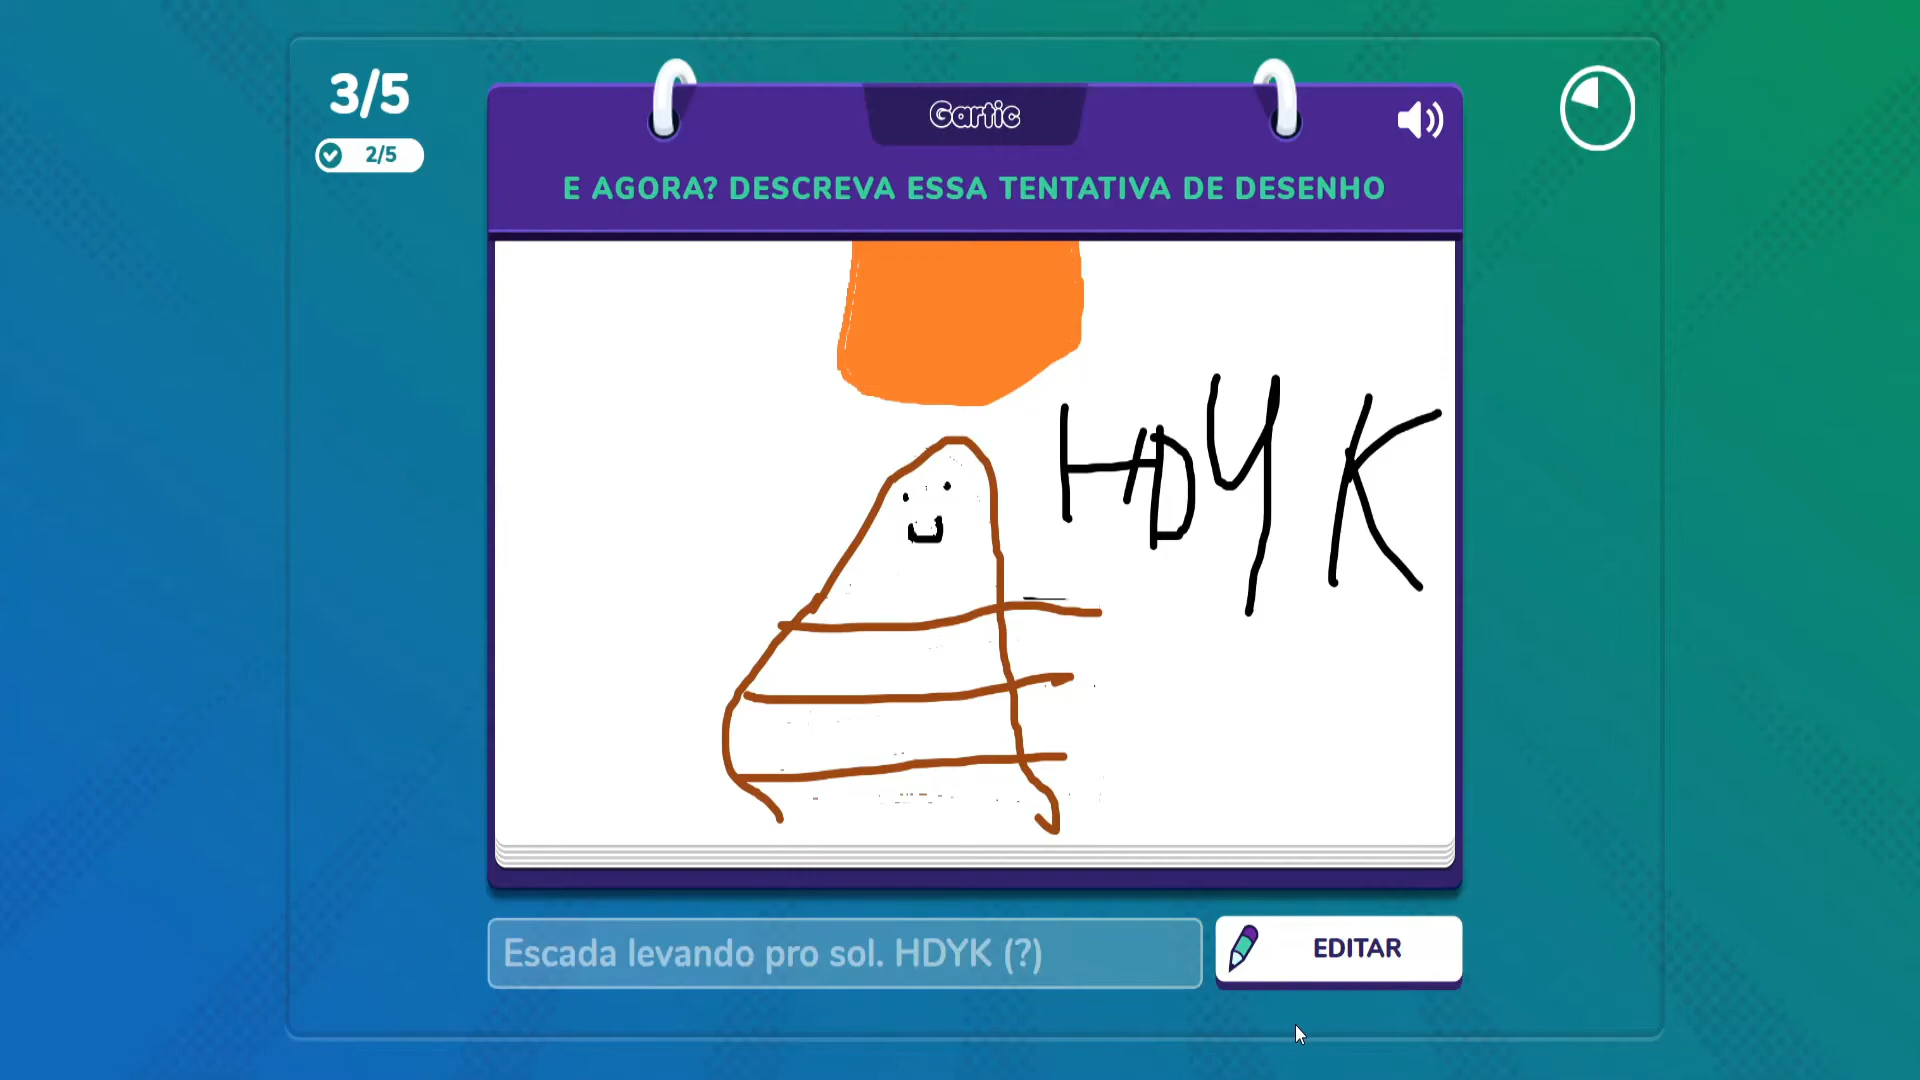 3/5
2/5
Gartic
E AGORA? DESCREVA ESSA TENTATIVA DE DESENHO
HDYK
Escada levando pro sol. HDYK (?)
EDITAR